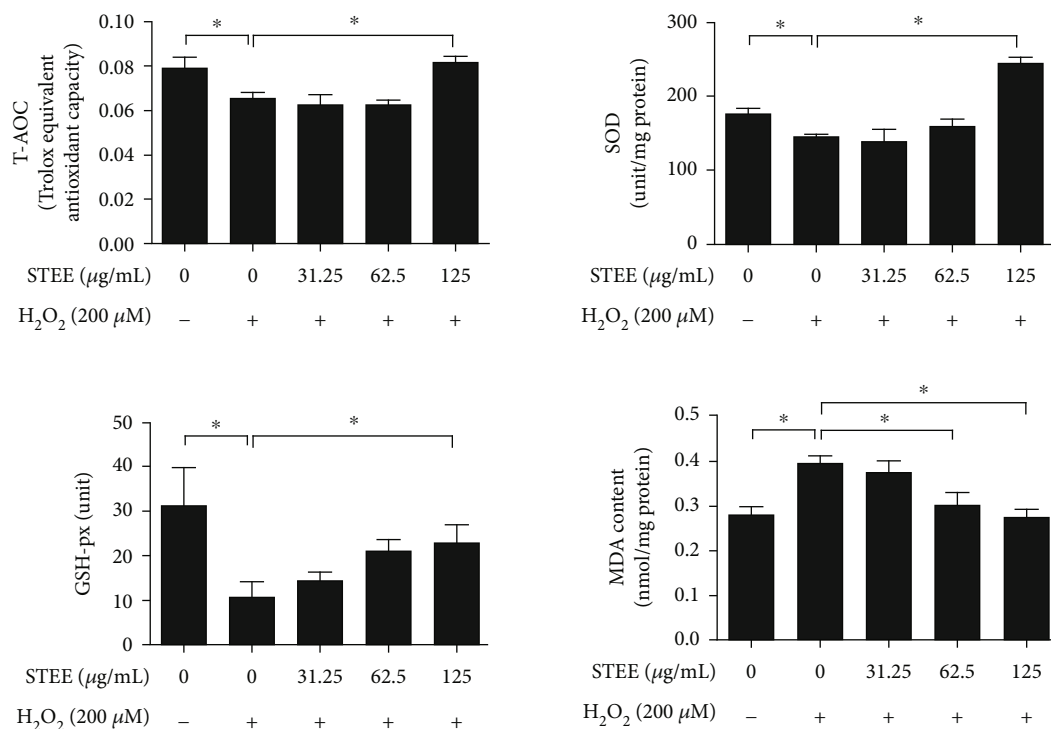 T-AOC
(Trolox equivalent
antioxidant capacity)
0.10
0.08
0.06
0.04
0.02
0.00
* *
STEE (μg/mL) 0 0 31.25 62.5 125
H₂O₂ (200 μM) − + + + +
SOD
(unit/mg protein)
300
200
100
0
* *
STEE (μg/mL) 0 0 31.25 62.5 125
H₂O₂ (200 μM) − + + + +
GSH-px (unit)
50
40
30
20
10
0
* *
STEE (μg/mL) 0 0 31.25 62.5 125
H₂O₂ (200 μM) − + + + +
MDA content
(nmol/mg protein)
0.5
0.4
0.3
0.2
0.1
0.0
*
* *
STEE (μg/mL) 0 0 31.25 62.5 125
H₂O₂ (200 μM) − + + + +